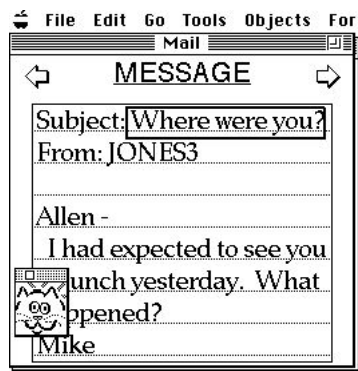 File Edit Go Tools Objects For
Mail
MESSAGE
Subject: Where were you?
From: JONES3
Allen -
I had expected to see you
unch yesterday. What
ppened?
Mike